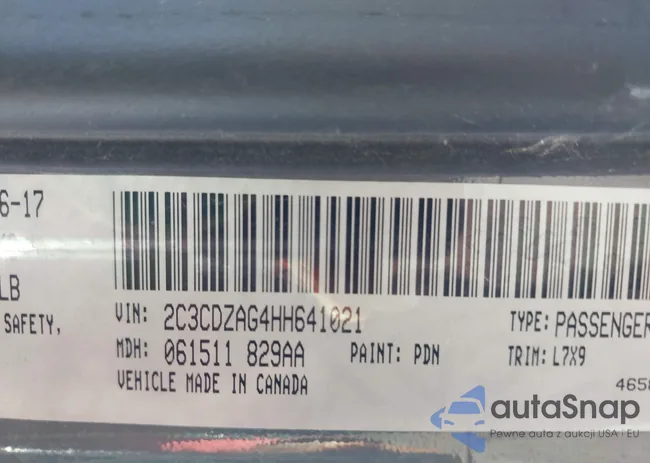 6-17
LB
SAFETY,
VIN: 2C3CDZAG4HH641021
TYPE: PASSENGER
MDH: 061511 829AA
PAINT: PDN
TRIM: L7X9
VEHICLE MADE IN CANADA
465
autaSnap
Pewne auta z aukcji USA i EU